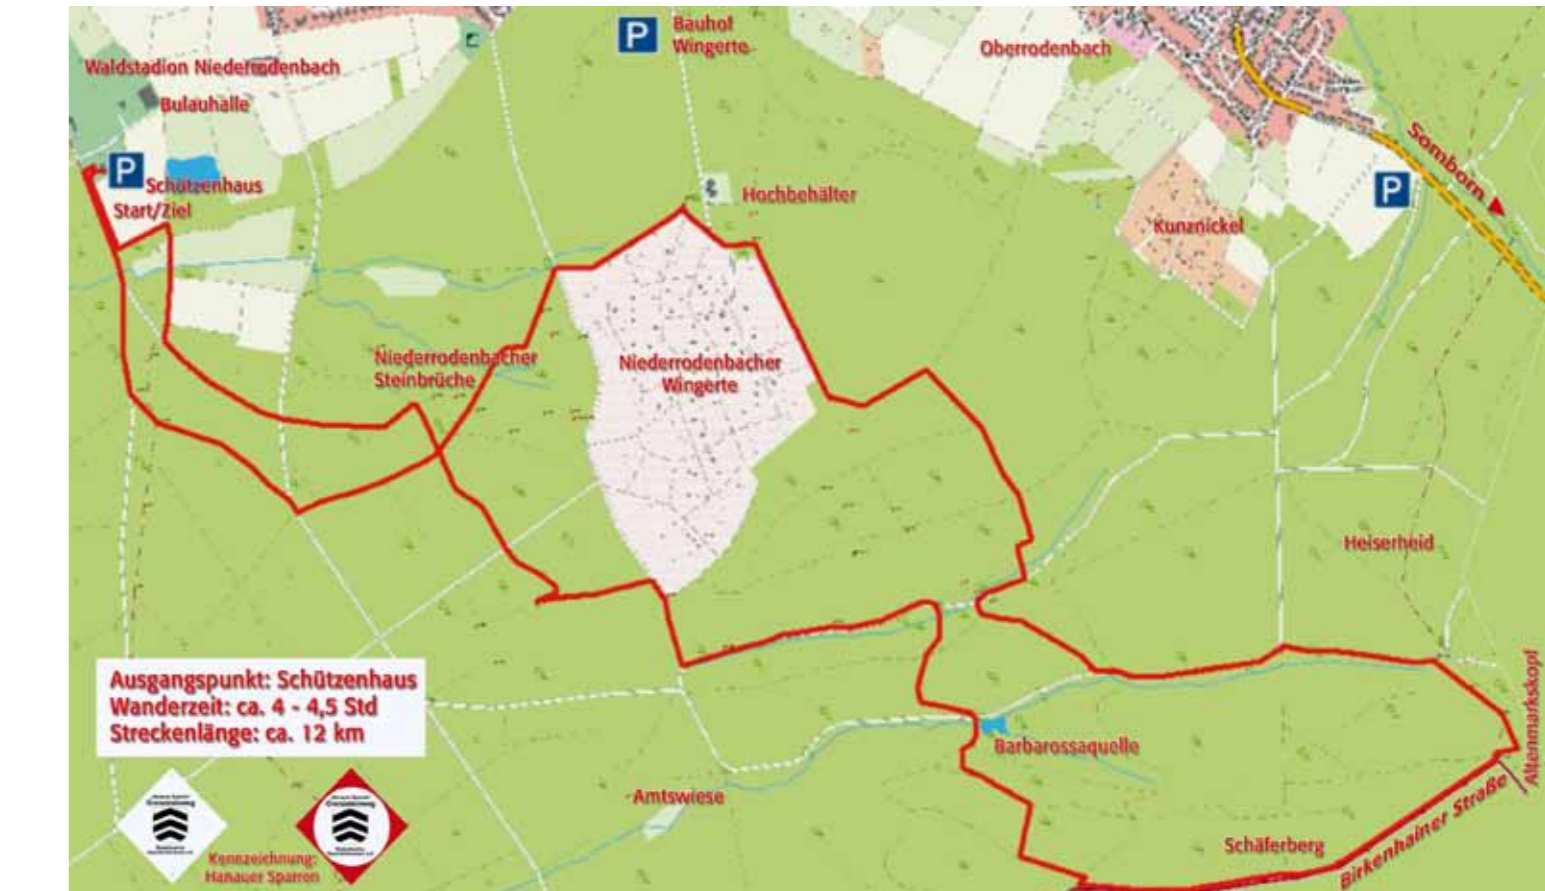 Bauhof
Wingerte
Oberrodenbach
Waldstadion Niederrodenbach
Bulauhalle
Somborn
Schützenhaus
Start/Ziel
Hochbehälter
Kunznickel
Niederrodenbacher
Steinbrüche
Niederrodenbacher
Wingerte
Heiserheid
Ausgangspunkt: Schützenhaus
Wanderzeit: ca. 4 - 4,5 Std
Streckenlänge: ca. 12 km
Barbarossaquelle
Altenmarkskopf
Amtswiese
Schäferberg
Birkenhainer Straße
Kennzeichnung:
Hanauer Sparren
P
P
P